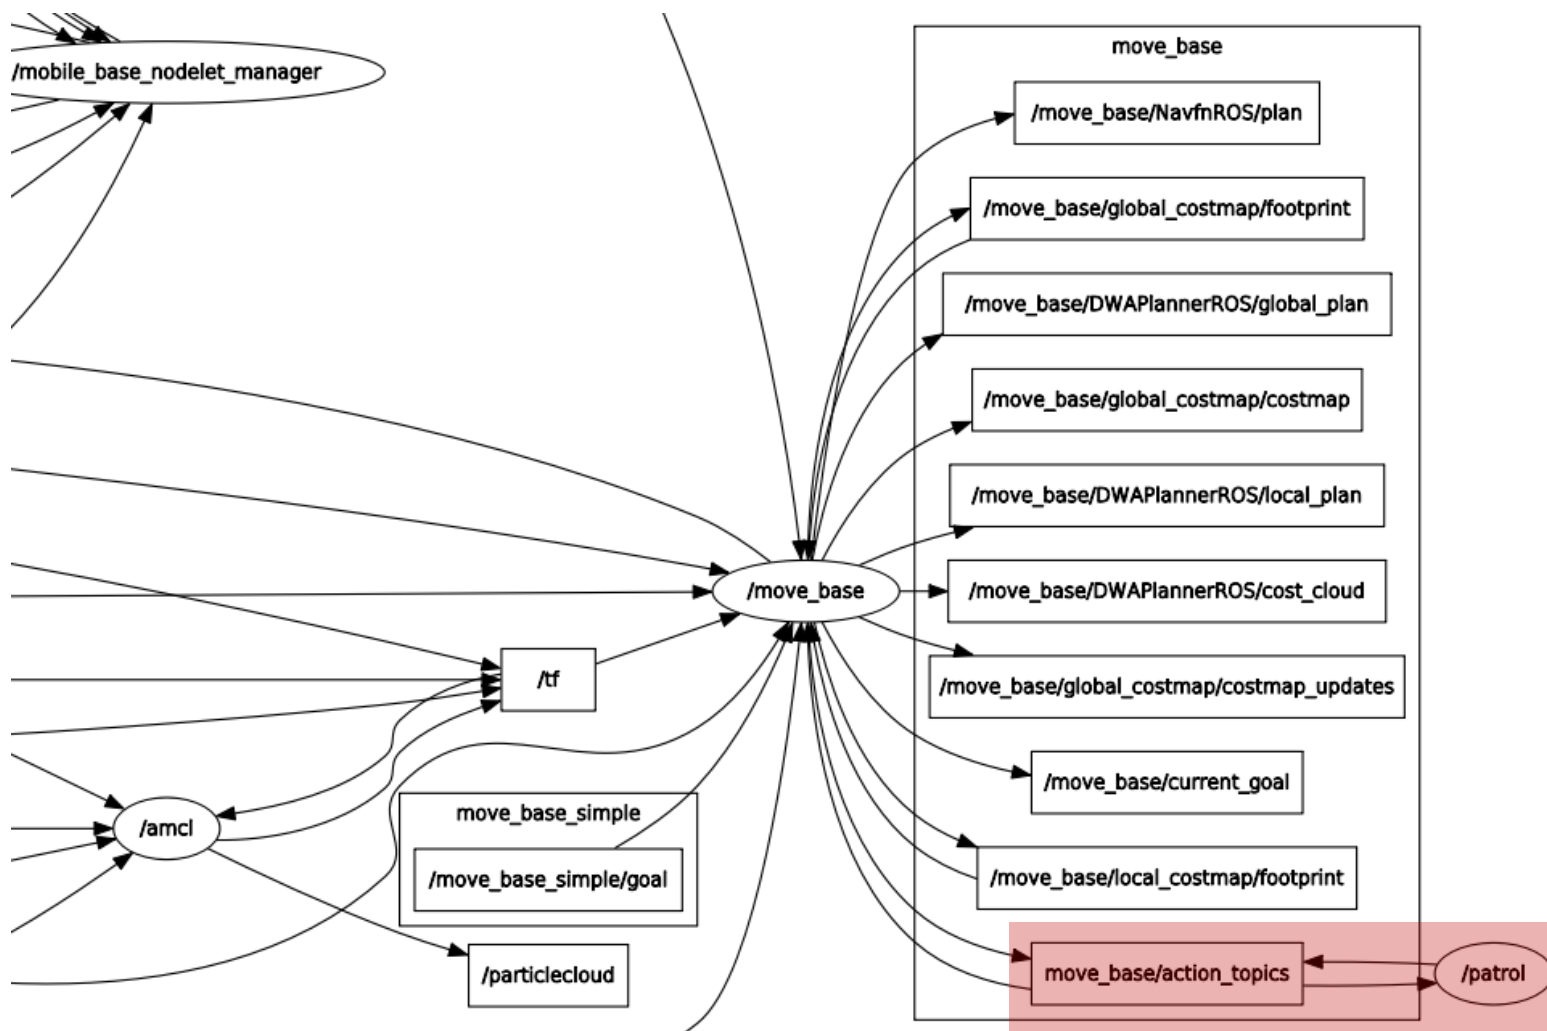 /mobile_base_nodelet_manager
move_base
/move_base/NavfnROS/plan
/move_base/global_costmap/footprint
/move_base/DWAPlannerROS/global_plan
/move_base/global_costmap/costmap
/move_base/DWAPlannerROS/local_plan
/move_base
/move_base/DWAPlannerROS/cost_cloud
/tf
/move_base/global_costmap/costmap_updates
/move_base/current_goal
/amcl
move_base_simple
/move_base_simple/goal
/move_base/local_costmap/footprint
/particlecloud
move_base/action_topics
/patrol